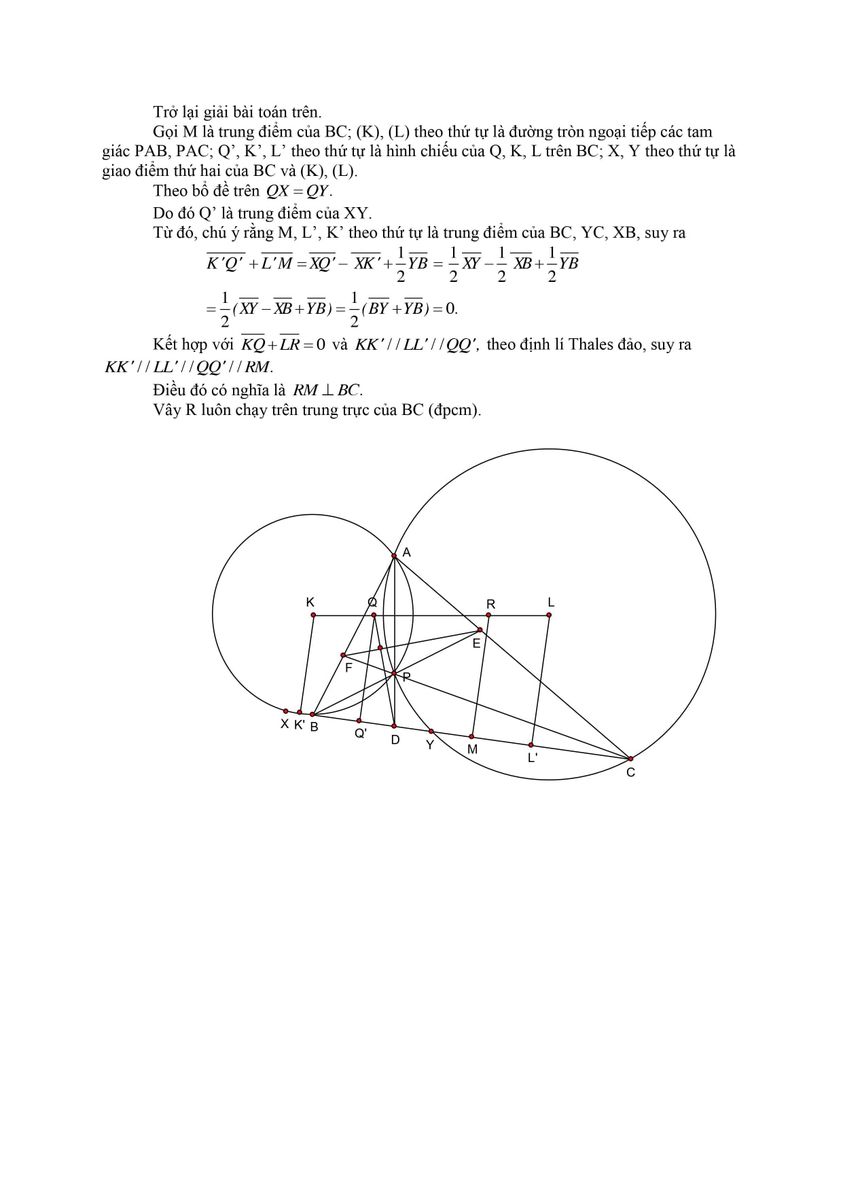 Trở lại giải bài toán trên.
Gọi M là trung điểm của BC; (K), (L) theo thứ tự là đường tròn ngoại tiếp các tam
giác PAB, PAC; Q’, K’, L’ theo thứ tự là hình chiếu của Q, K, L trên BC; X, Y theo thứ tự là
giao điểm thứ hai của BC và (K), (L).
Theo bổ đề trên QX = QY.
Do đó Q’ là trung điểm của XY.
Từ đó, chú ý rằng M, L’, K’ theo thứ tự là trung điểm của BC, YC, XB, suy ra
$\overline{K'Q'} + \overline{L'M} = \overline{XQ'} - \overline{XK'} + \frac{1}{2}\overline{YB} = \frac{1}{2}\overline{XY} - \frac{1}{2}\overline{XB} + \frac{1}{2}\overline{YB}$
$= \frac{1}{2}(\overline{XY} - \overline{XB} + \overline{YB}) = \frac{1}{2}(\overline{BY} + \overline{YB}) = 0.$
Kết hợp với $\overline{KQ} + \overline{LR} = 0$ và KK'//LL'//QQ', theo định lí Thales đảo, suy ra
KK'//LL'//QQ'//RM.
Điều đó có nghĩa là RM ⊥ BC.
Vây R luôn chạy trên trung trực của BC (đpcm).
A
K Q R L
E
F
P
X K' B
Q' D Y M L'
C